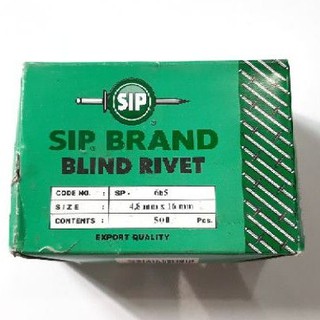 SIP
SIP BRAND
BLIND RIVET
CODE NO. : SP - 665
SIZE : 4,8 mm x 16 mm
CONTENTS : 500 Pcs.
EXPORT QUALITY